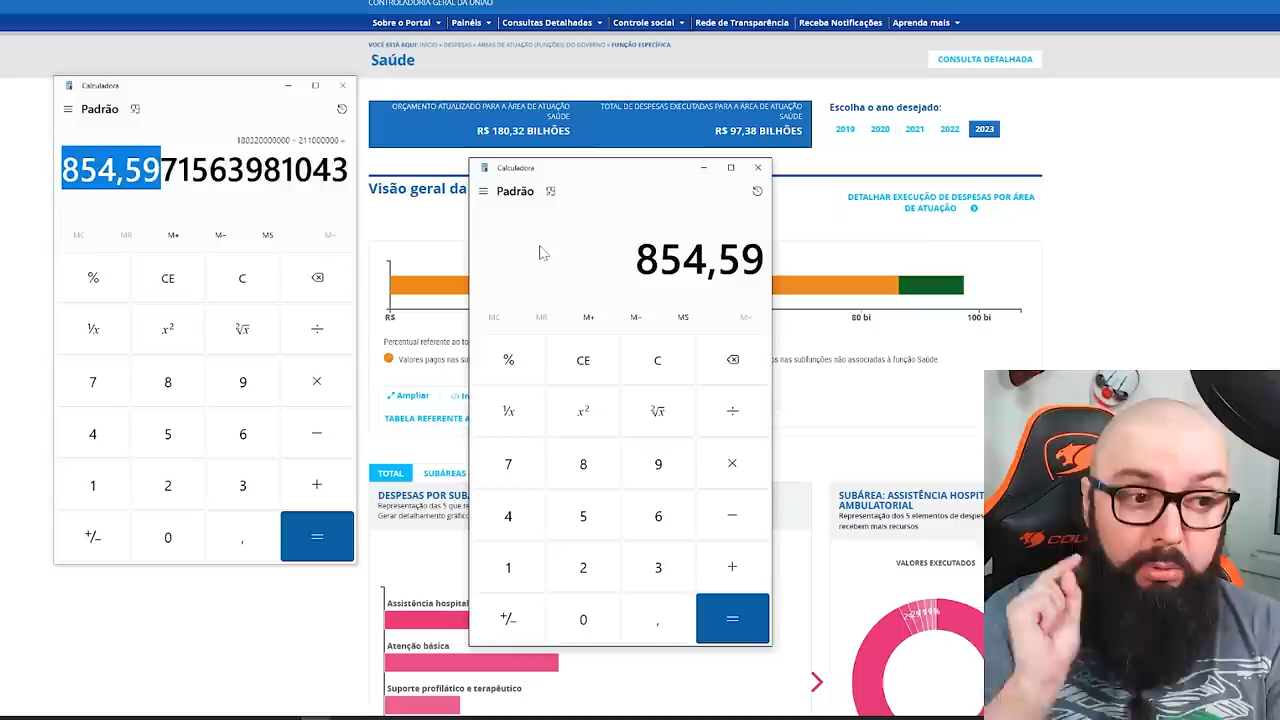 CONTROLADORIA GERAL DA UNIÃO
Sobre o Portal Painéis Consultas Detalhadas Controle social Rede de Transparência Receba Notificações Aprenda mais
VOCÊ ESTÁ AQUI: INÍCIO » DESPESAS » ÁREAS DE ATUAÇÃO (FUNÇÕES) DO GOVERNO » FUNÇÃO ESPECÍFICA
Saúde
CONSULTA DETALHADA
ORÇAMENTO ATUALIZADO PARA A ÁREA DE ATUAÇÃO
SAÚDE
R$ 180,32 BILHÕES
TOTAL DE DESPESAS EXECUTADAS PARA A ÁREA DE ATUAÇÃO
SAÚDE
R$ 97,38 BILHÕES
Escolha o ano desejado:
2019 2020 2021 2022 2023
Visão geral da
DETALHAR EXECUÇÃO DE DESPESAS POR ÁREA
DE ATUAÇÃO
R$ 80 bi 100 bi
Percentual referente ao to
Valores pagos nas su
nas subfunções não associadas à função Saúde
Ampliar </> In
TABELA REFERENTE A
TOTAL SUBÁREAS
DESPESAS POR SUBÁ
Representação das 5 que re
Gerar detalhamento gráfico
Assistência hospital
Atenção básica
Suporte profilático e terapêutico
SUBÁREA: ASSISTÊNCIA HOSPIT
AMBULATORIAL
Representação dos 5 elementos de despes
recebem mais recursos
VALORES EXECUTADOS
Calculadora
Padrão
180320000000 ÷ 211000000 =
854,5971563981043
MC MR M+ M− MS M˅
% CE C
¹/x x² ²√x ÷
7 8 9 ×
4 5 6 −
1 2 3 +
+/− 0 , =
Calculadora
Padrão
854,59
MC MR M+ M− MS M˅
% CE C
¹/x x² ²√x ÷
7 8 9 ×
4 5 6 −
1 2 3 +
+/− 0 , =